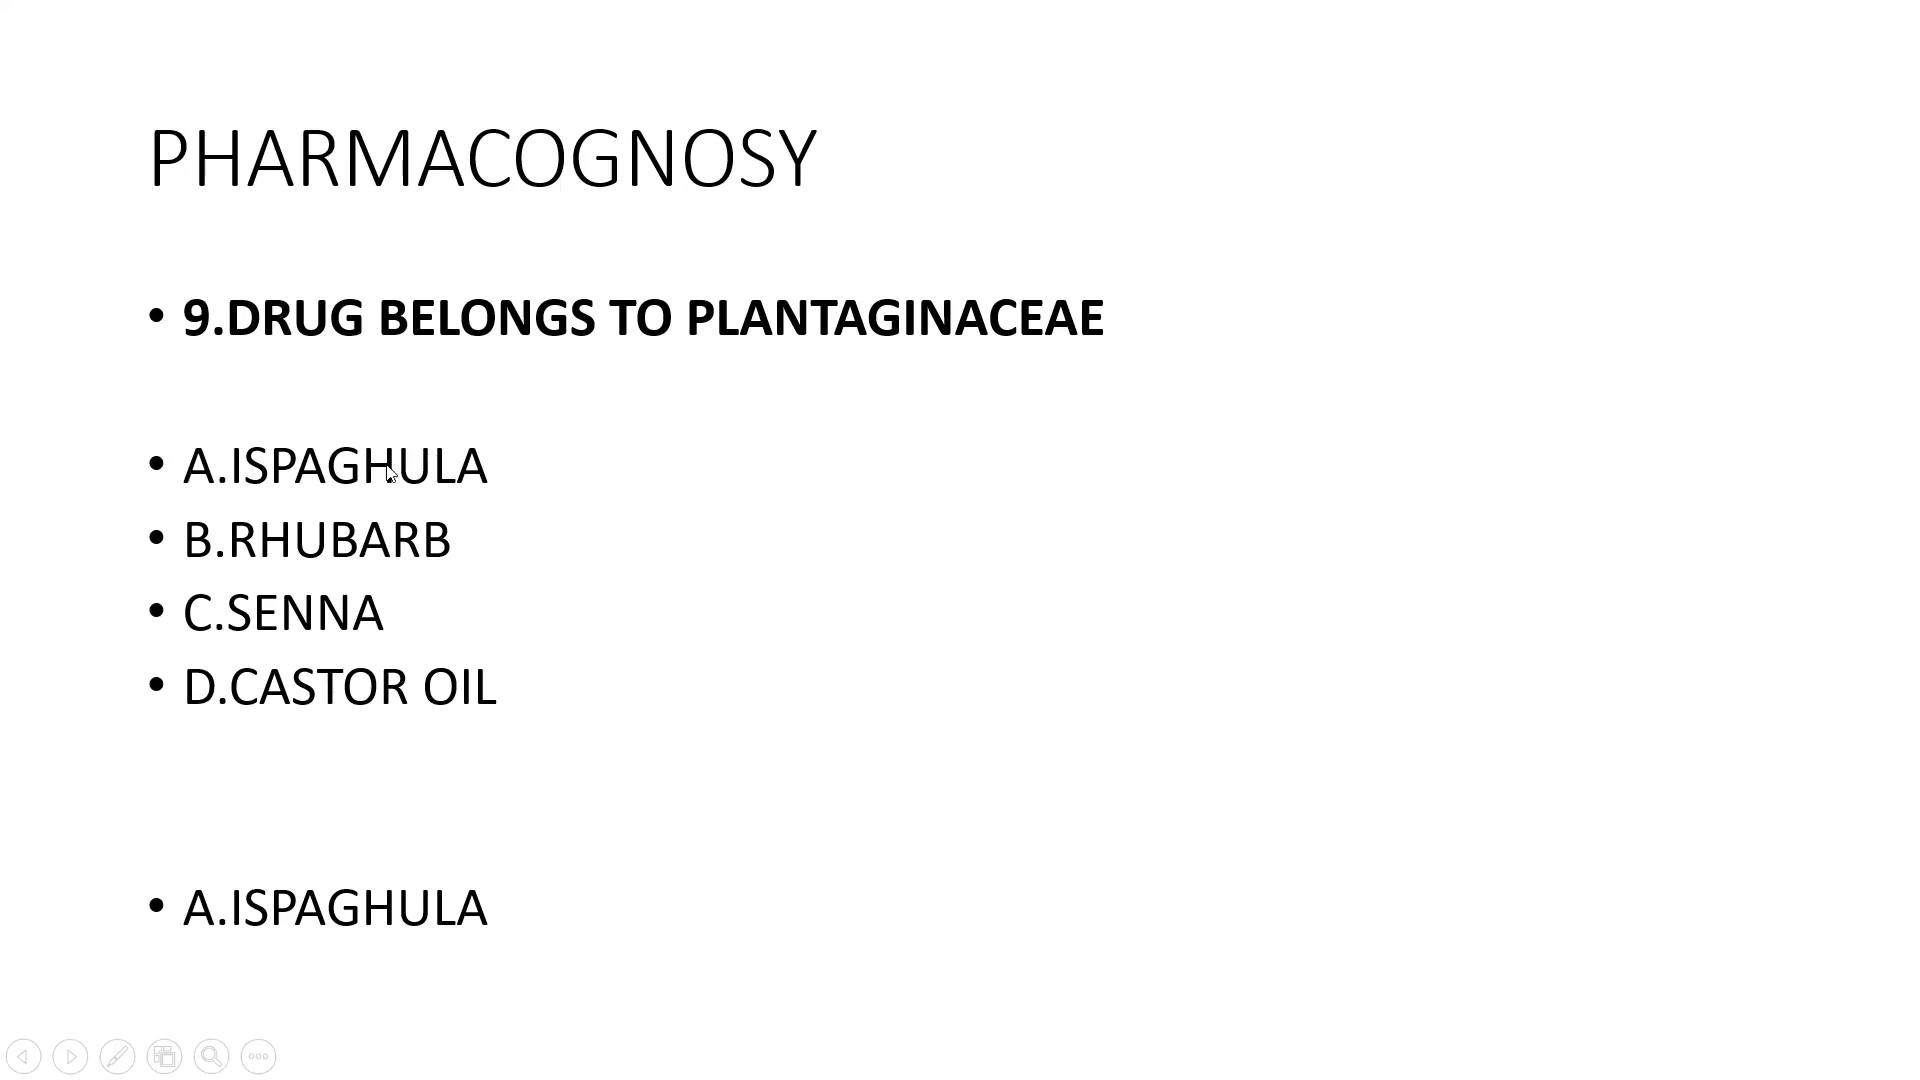 PHARMACOGNOSY
• 9.DRUG BELONGS TO PLANTAGINACEAE
• A.ISPAGHULA
• B.RHUBARB
• C.SENNA
• D.CASTOR OIL
• A.ISPAGHULA